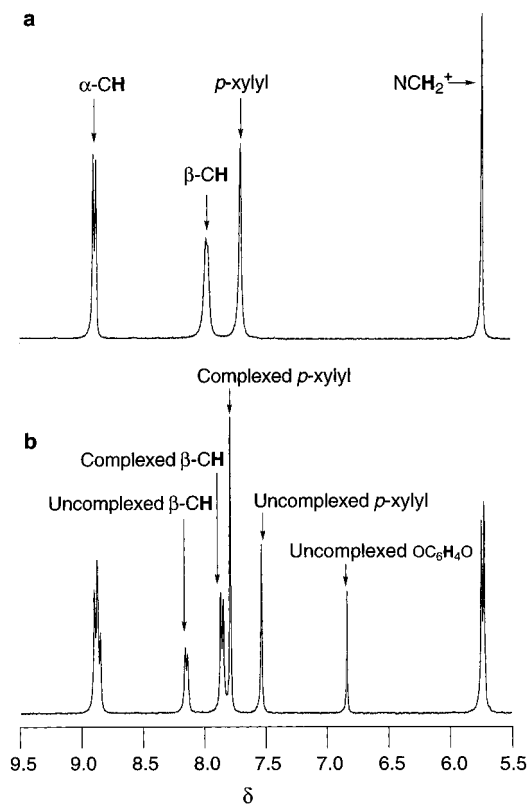 a
α-CH
p-xylyl
NCH₂⁺
β-CH
Complexed p-xylyl
b
Complexed β-CH
Uncomplexed β-CH
Uncomplexed p-xylyl
Uncomplexed OC₆H₄O
9.5 9.0 8.5 8.0 7.5 7.0 6.5 6.0 5.5
δ